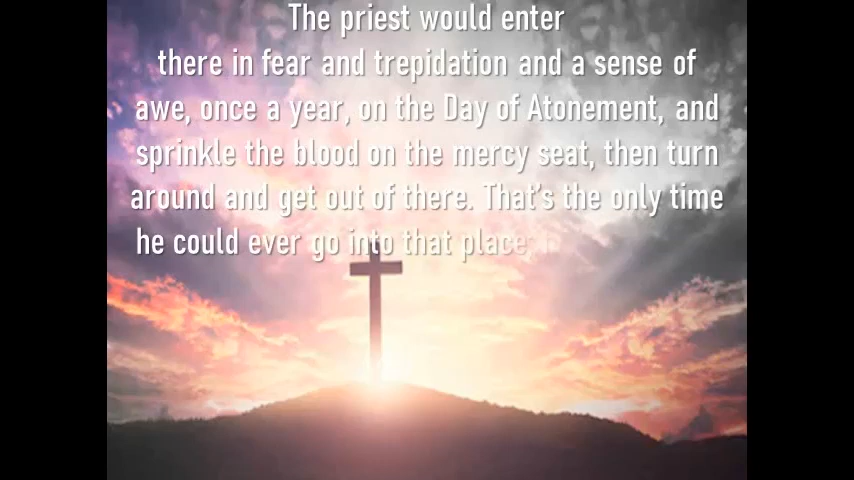 The priest would enter
there in fear and trepidation and a sense of
awe, once a year, on the Day of Atonement, and
sprinkle the blood on the mercy seat, then turn
around and get out of there. That’s the only time
he could ever go into that place